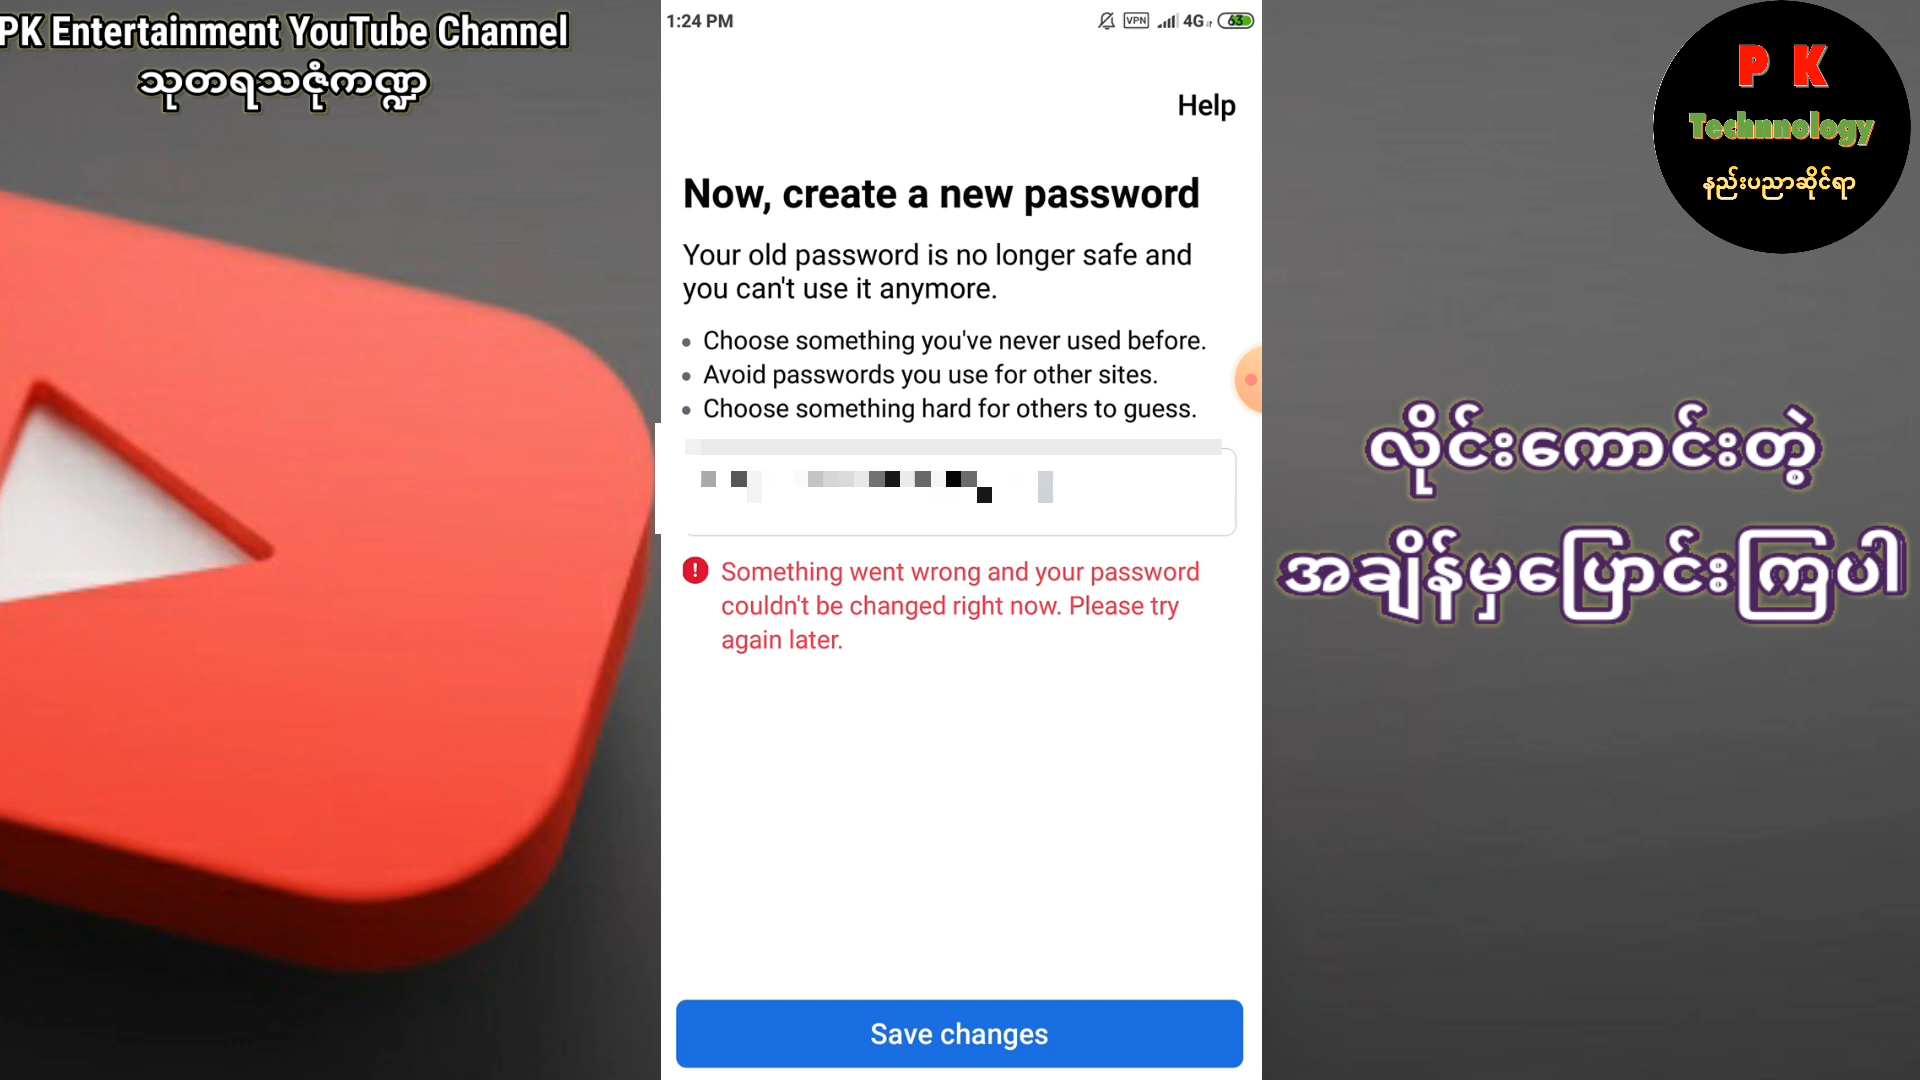 PK Entertainment YouTube Channel
သုတရသဇုံကဏ္ဍ
1:24 PM
VPN 4G 63
Help
Now, create a new password
Your old password is no longer safe and
you can't use it anymore.
• Choose something you've never used before.
• Avoid passwords you use for other sites.
• Choose something hard for others to guess.
Something went wrong and your password
couldn't be changed right now. Please try
again later.
Save changes
P K
Technnology
နည်းပညာဆိုင်ရာ
လိုင်းကောင်းတဲ့
အချိန်မှပြောင်းကြပါ